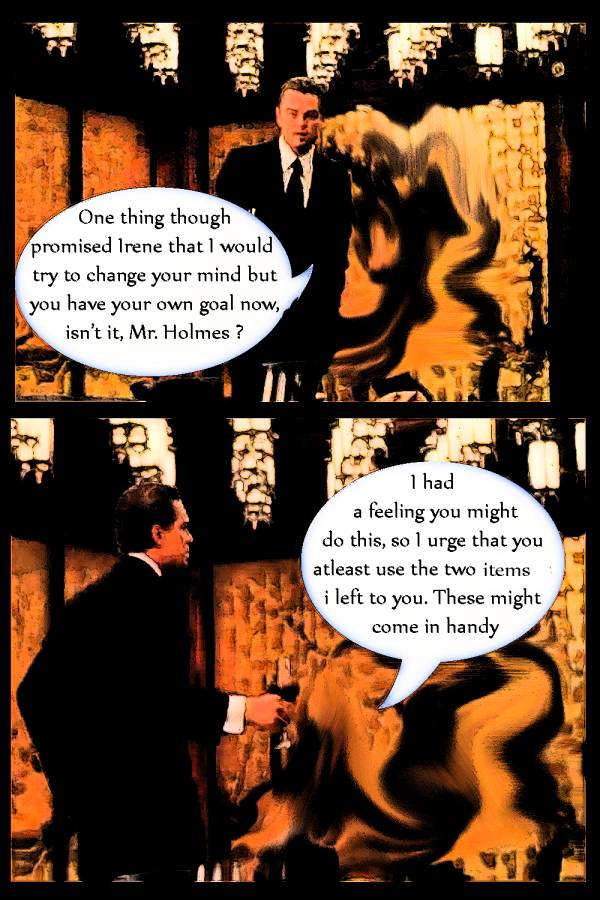 One thing though
promised Irene that I would
try to change your mind but
you have your own goal now,
isn't it, Mr. Holmes ?
I had
a feeling you might
do this, so I urge that you
atleast use the two items
i left to you. These might
come in handy